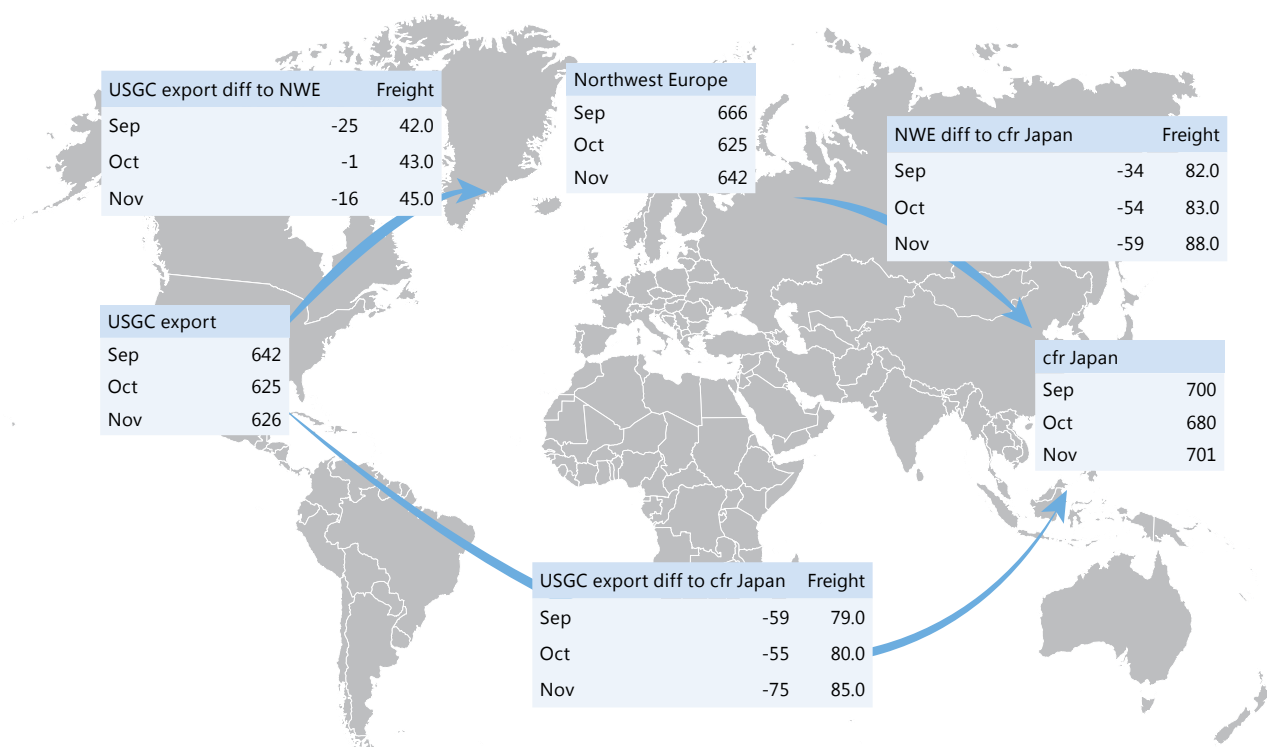 USGC export diff to NWE Freight
Sep -25 42.0
Oct -1 43.0
Nov -16 45.0
Northwest Europe
Sep 666
Oct 625
Nov 642
NWE diff to cfr Japan Freight
Sep -34 82.0
Oct -54 83.0
Nov -59 88.0
USGC export
Sep 642
Oct 625
Nov 626
cfr Japan
Sep 700
Oct 680
Nov 701
USGC export diff to cfr Japan Freight
Sep -59 79.0
Oct -55 80.0
Nov -75 85.0